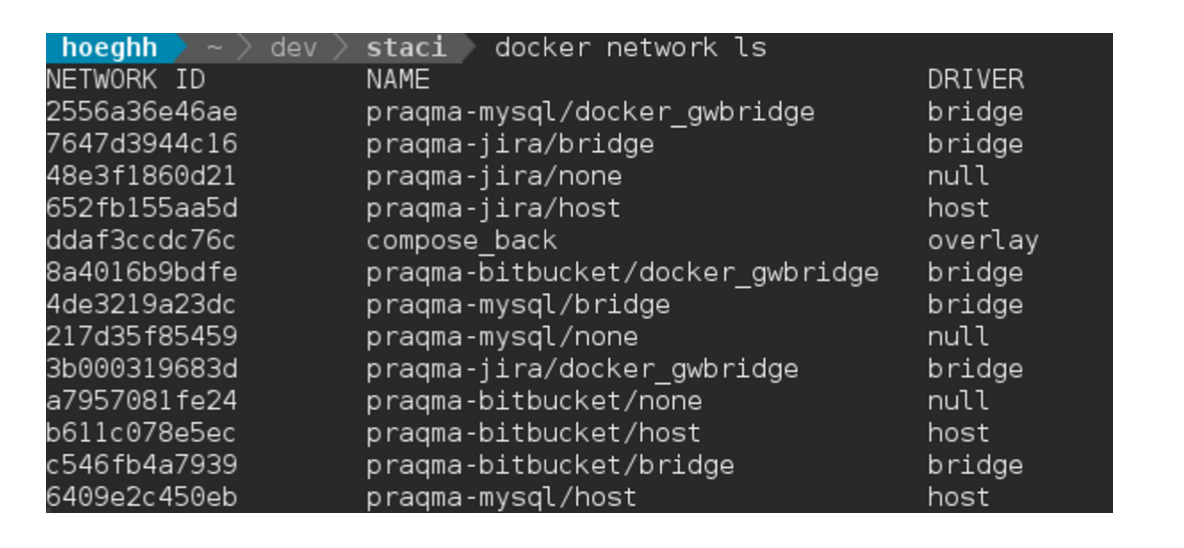 hoeghh ~ dev staci docker network ls
NETWORK ID NAME DRIVER
2556a36e46ae praqma-mysql/docker_gwbridge bridge
7647d3944c16 praqma-jira/bridge bridge
48e3f1860d21 praqma-jira/none null
652fb155aa5d praqma-jira/host host
ddaf3ccdc76c compose_back overlay
8a4016b9bdfe praqma-bitbucket/docker_gwbridge bridge
4de3219a23dc praqma-mysql/bridge bridge
217d35f85459 praqma-mysql/none null
3b000319683d praqma-jira/docker_gwbridge bridge
a7957081fe24 praqma-bitbucket/none null
b611c078e5ec praqma-bitbucket/host host
c546fb4a7939 praqma-bitbucket/bridge bridge
6409e2c450eb praqma-mysql/host host